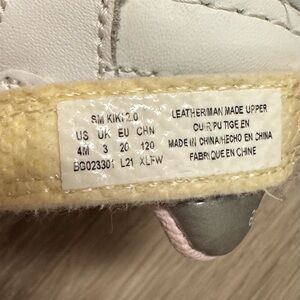 SM KIKI 2.0
US UK EU CHN
4M 3 20 120
BG023301 L21 XLFW
LEATHER/MAN MADE UPPER
CUIR, PU TIGE EN
MADE IN CHINA/HECHO EN CHINA
FABRIQUE EN CHINE